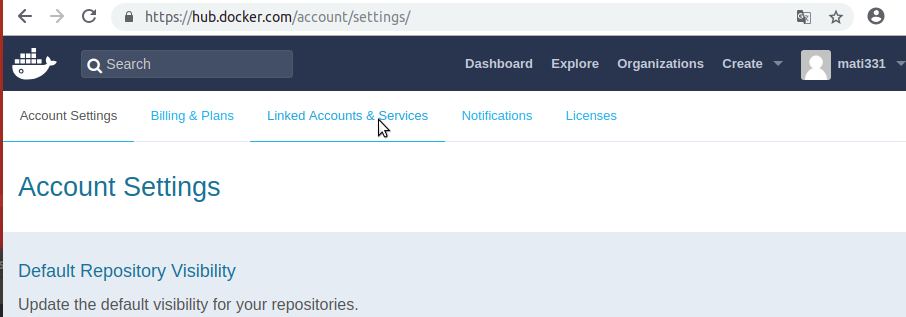 https://hub.docker.com/account/settings/
Search
Dashboard Explore Organizations Create mati331
Account Settings Billing & Plans Linked Accounts & Services Notifications Licenses
Account Settings
Default Repository Visibility
Update the default visibility for your repositories.